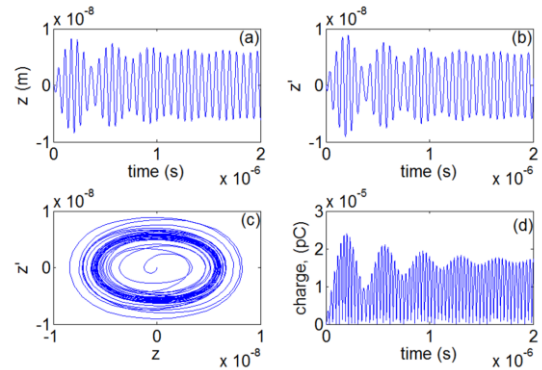 x 10^-8
1
0
-1
z (m)
(a)
0
1
2
time (s)
x 10^-6
x 10^-8
1
0
-1
z'
(b)
0
1
2
time (s)
x 10^-6
x 10^-8
1
0
-1
z'
(c)
-1
0
1
z
x 10^-8
x 10^-5
3
2
1
0
charge, (pC)
(d)
0
1
2
time (s)
x 10^-6